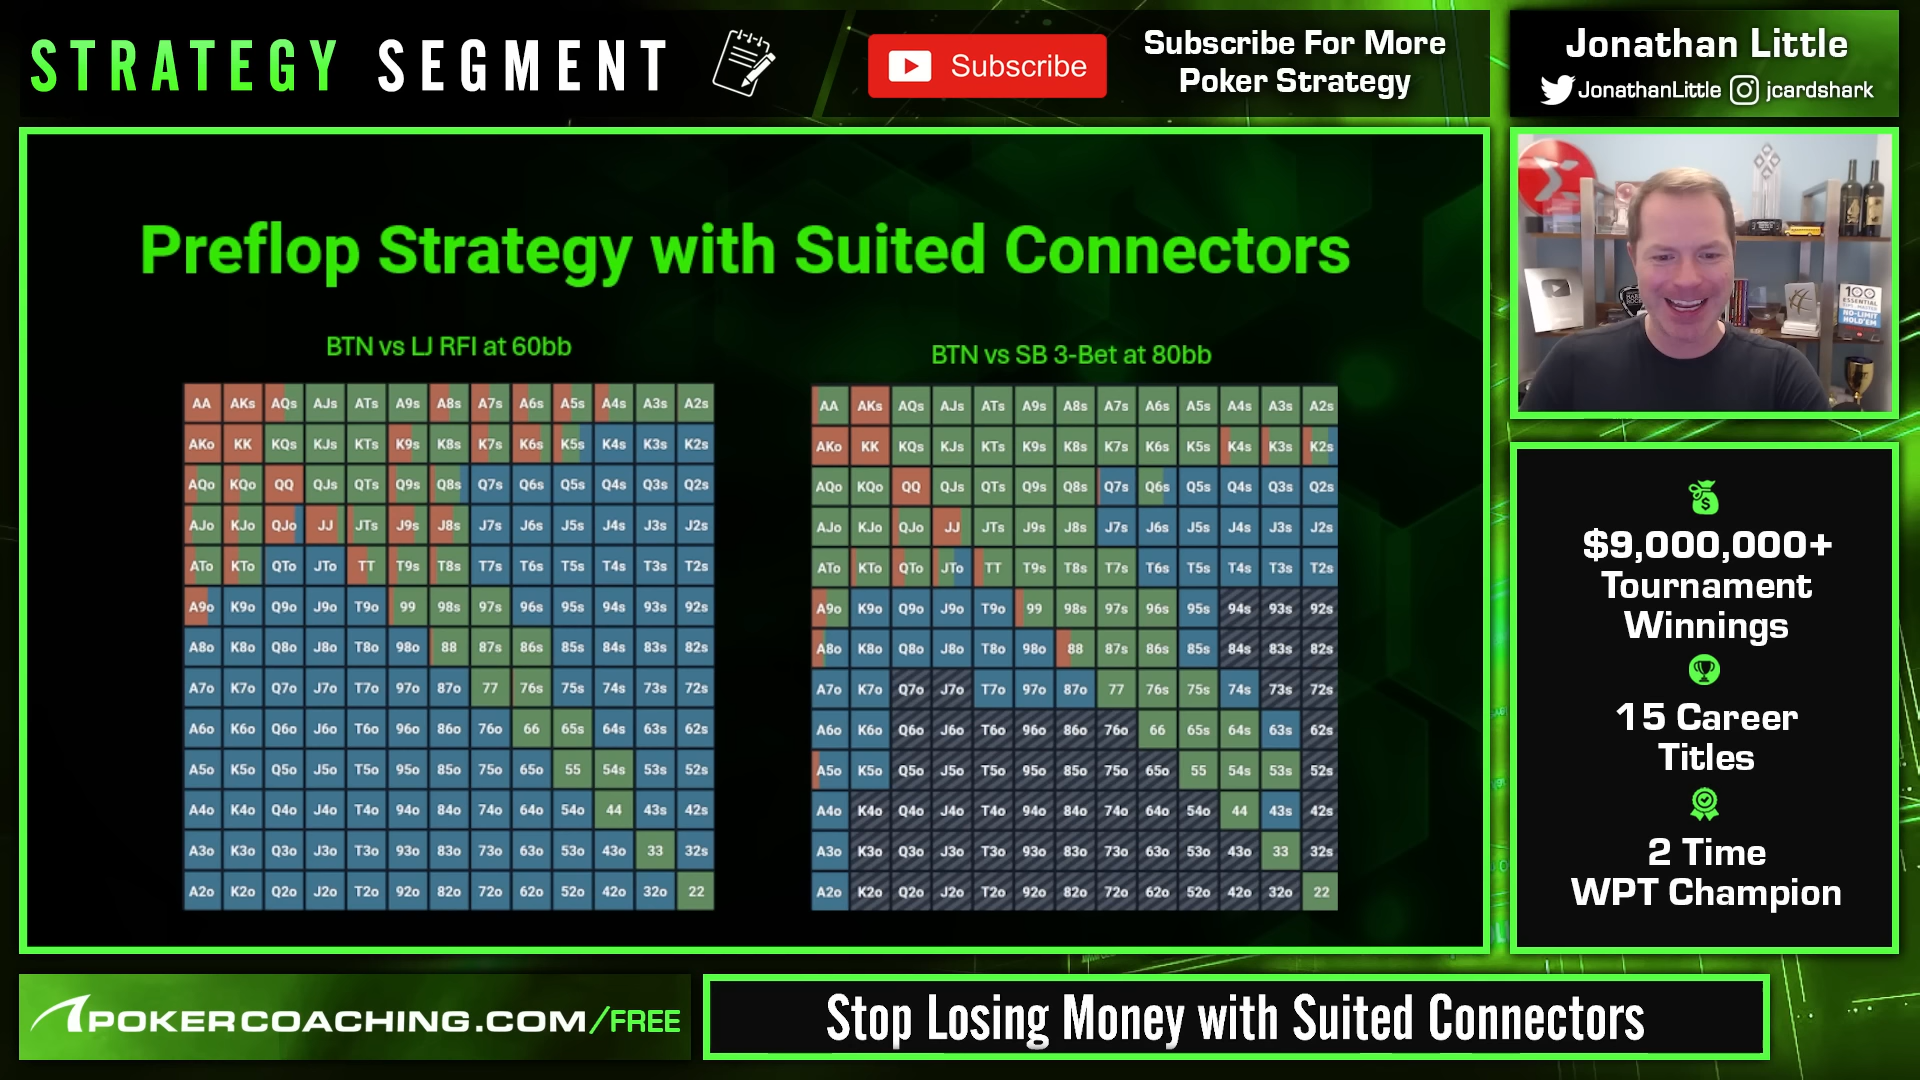 STRATEGY SEGMENT
Subscribe
Subscribe For More
Poker Strategy
Jonathan Little
JonathanLittle jcardshark
Preflop Strategy with Suited Connectors
BTN vs LJ RFI at 60bb
AA AKs AQs AJs ATs A9s A8s A7s A6s A5s A4s A3s A2s
AKo KK KQs KJs KTs K9s K8s K7s K6s K5s K4s K3s K2s
AQo KQo QQ QJs QTs Q9s Q8s Q7s Q6s Q5s Q4s Q3s Q2s
AJo KJo QJo JJ JTs J9s J8s J7s J6s J5s J4s J3s J2s
ATo KTo QTo JTo TT T9s T8s T7s T6s T5s T4s T3s T2s
A9o K9o Q9o J9o T9o 99 98s 97s 96s 95s 94s 93s 92s
A8o K8o Q8o J8o T8o 98o 88 87s 86s 85s 84s 83s 82s
A7o K7o Q7o J7o T7o 97o 87o 77 76s 75s 74s 73s 72s
A6o K6o Q6o J6o T6o 96o 86o 76o 66 65s 64s 63s 62s
A5o K5o Q5o J5o T5o 95o 85o 75o 65o 55 54s 53s 52s
A4o K4o Q4o J4o T4o 94o 84o 74o 64o 54o 44 43s 42s
A3o K3o Q3o J3o T3o 93o 83o 73o 63o 53o 43o 33 32s
A2o K2o Q2o J2o T2o 92o 82o 72o 62o 52o 42o 32o 22
BTN vs SB 3-Bet at 80bb
AA AKs AQs AJs ATs A9s A8s A7s A6s A5s A4s A3s A2s
AKo KK KQs KJs KTs K9s K8s K7s K6s K5s K4s K3s K2s
AQo KQo QQ QJs QTs Q9s Q8s Q7s Q6s Q5s Q4s Q3s Q2s
AJo KJo QJo JJ JTs J9s J8s J7s J6s J5s J4s J3s J2s
ATo KTo QTo JTo TT T9s T8s T7s T6s T5s T4s T3s T2s
A9o K9o Q9o J9o T9o 99 98s 97s 96s 95s 94s 93s 92s
A8o K8o Q8o J8o T8o 98o 88 87s 86s 85s 84s 83s 82s
A7o K7o Q7o J7o T7o 97o 87o 77 76s 75s 74s 73s 72s
A6o K6o Q6o J6o T6o 96o 86o 76o 66 65s 64s 63s 62s
A5o K5o Q5o J5o T5o 95o 85o 75o 65o 55 54s 53s 52s
A4o K4o Q4o J4o T4o 94o 84o 74o 64o 54o 44 43s 42s
A3o K3o Q3o J3o T3o 93o 83o 73o 63o 53o 43o 33 32s
A2o K2o Q2o J2o T2o 92o 82o 72o 62o 52o 42o 32o 22
100
ESSENTIAL
NO-LIMIT
HOLD'EM
$9,000,000+
Tournament
Winnings
15 Career
Titles
2 Time
WPT Champion
POKERCOACHING.COM/FREE
Stop Losing Money with Suited Connectors